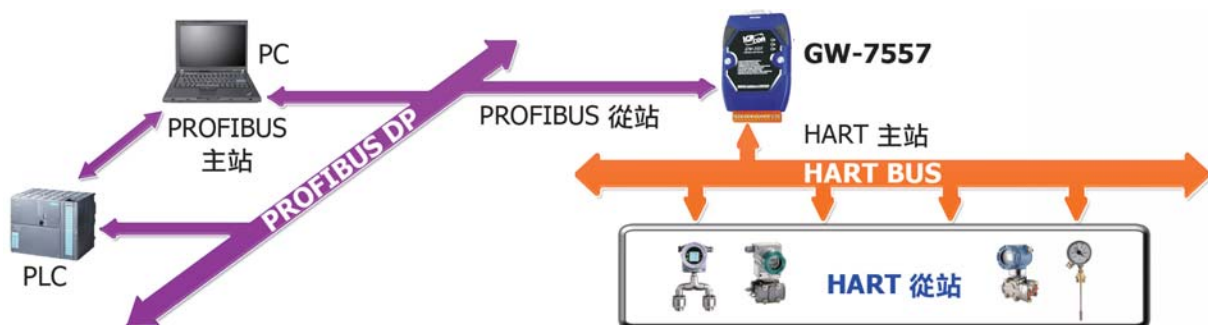 PC
PROFIBUS
主站
PLC
PROFIBUS DP
PROFIBUS 從站
GW-7557
HART 主站
HART BUS
HART 從站